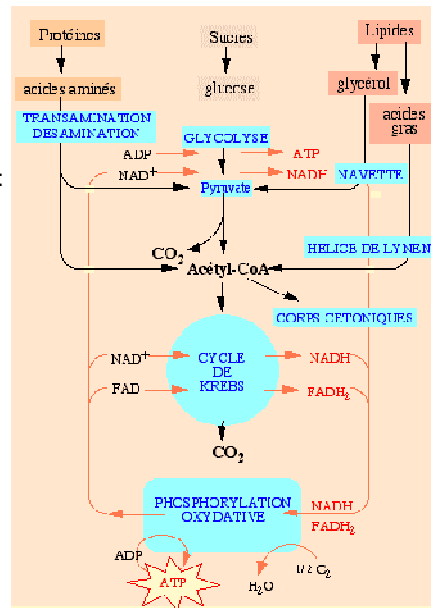 Protéines
Sucres
Lipides
acides aminés
glucose
glycérol
acides
gras
TRANSAMINATION
DESAMINATION
GLYCOLYSE
ADP
ATP
:
NAD+
NADH
NAVETTE
Pyruvate
CO2
HELICE DE LYNEN
Acétyl-CoA
CORPS CETONIQUES
NAD+
CYCLE
DE
KREBS
NADH
FAD
FADH2
CO2
PHOSPHORYLATION
OXYDATIVE
NADH
FADH2
ADP
1/2 O2
ATP
H2O